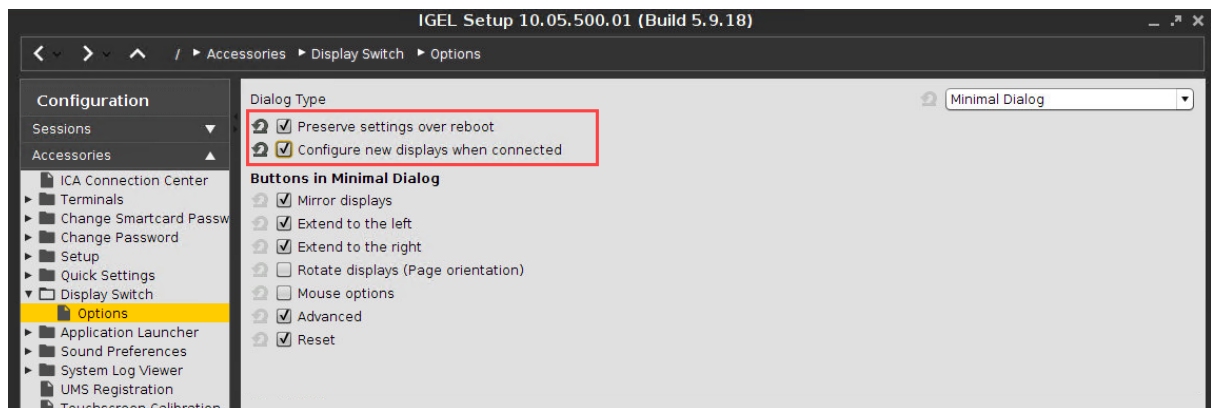 IGEL Setup 10.05.500.01 (Build 5.9.18)
/ Accessories Display Switch Options
Configuration
Sessions
Accessories
ICA Connection Center
Terminals
Change Smartcard Passw
Change Password
Setup
Quick Settings
Display Switch
Options
Application Launcher
Sound Preferences
System Log Viewer
UMS Registration
Touchscreen Calibration
Dialog Type
Minimal Dialog
Preserve settings over reboot
Configure new displays when connected
Buttons in Minimal Dialog
Mirror displays
Extend to the left
Extend to the right
Rotate displays (Page orientation)
Mouse options
Advanced
Reset